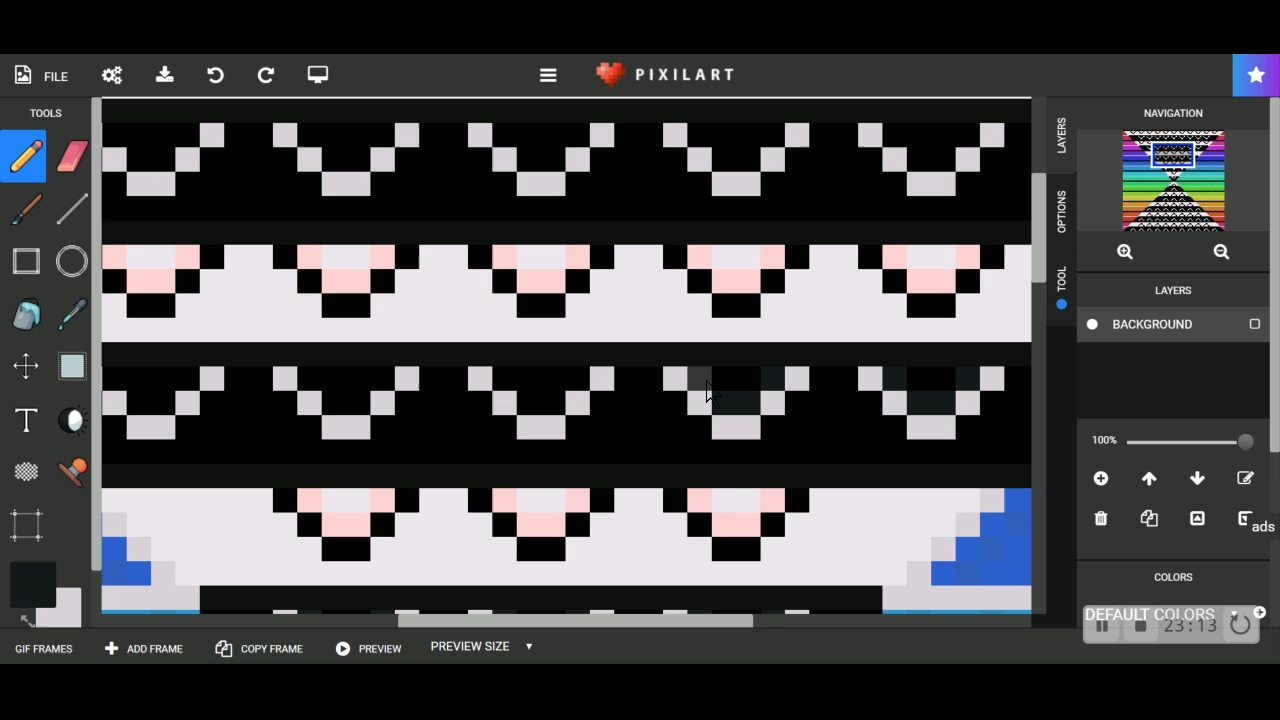 FILE
PIXILART
TOOLS
NAVIGATION
LAYERS
OPTIONS
TOOL
LAYERS
BACKGROUND
100%
ads
COLORS
DEFAULT COLORS
23:13
GIF FRAMES
ADD FRAME
COPY FRAME
PREVIEW
PREVIEW SIZE